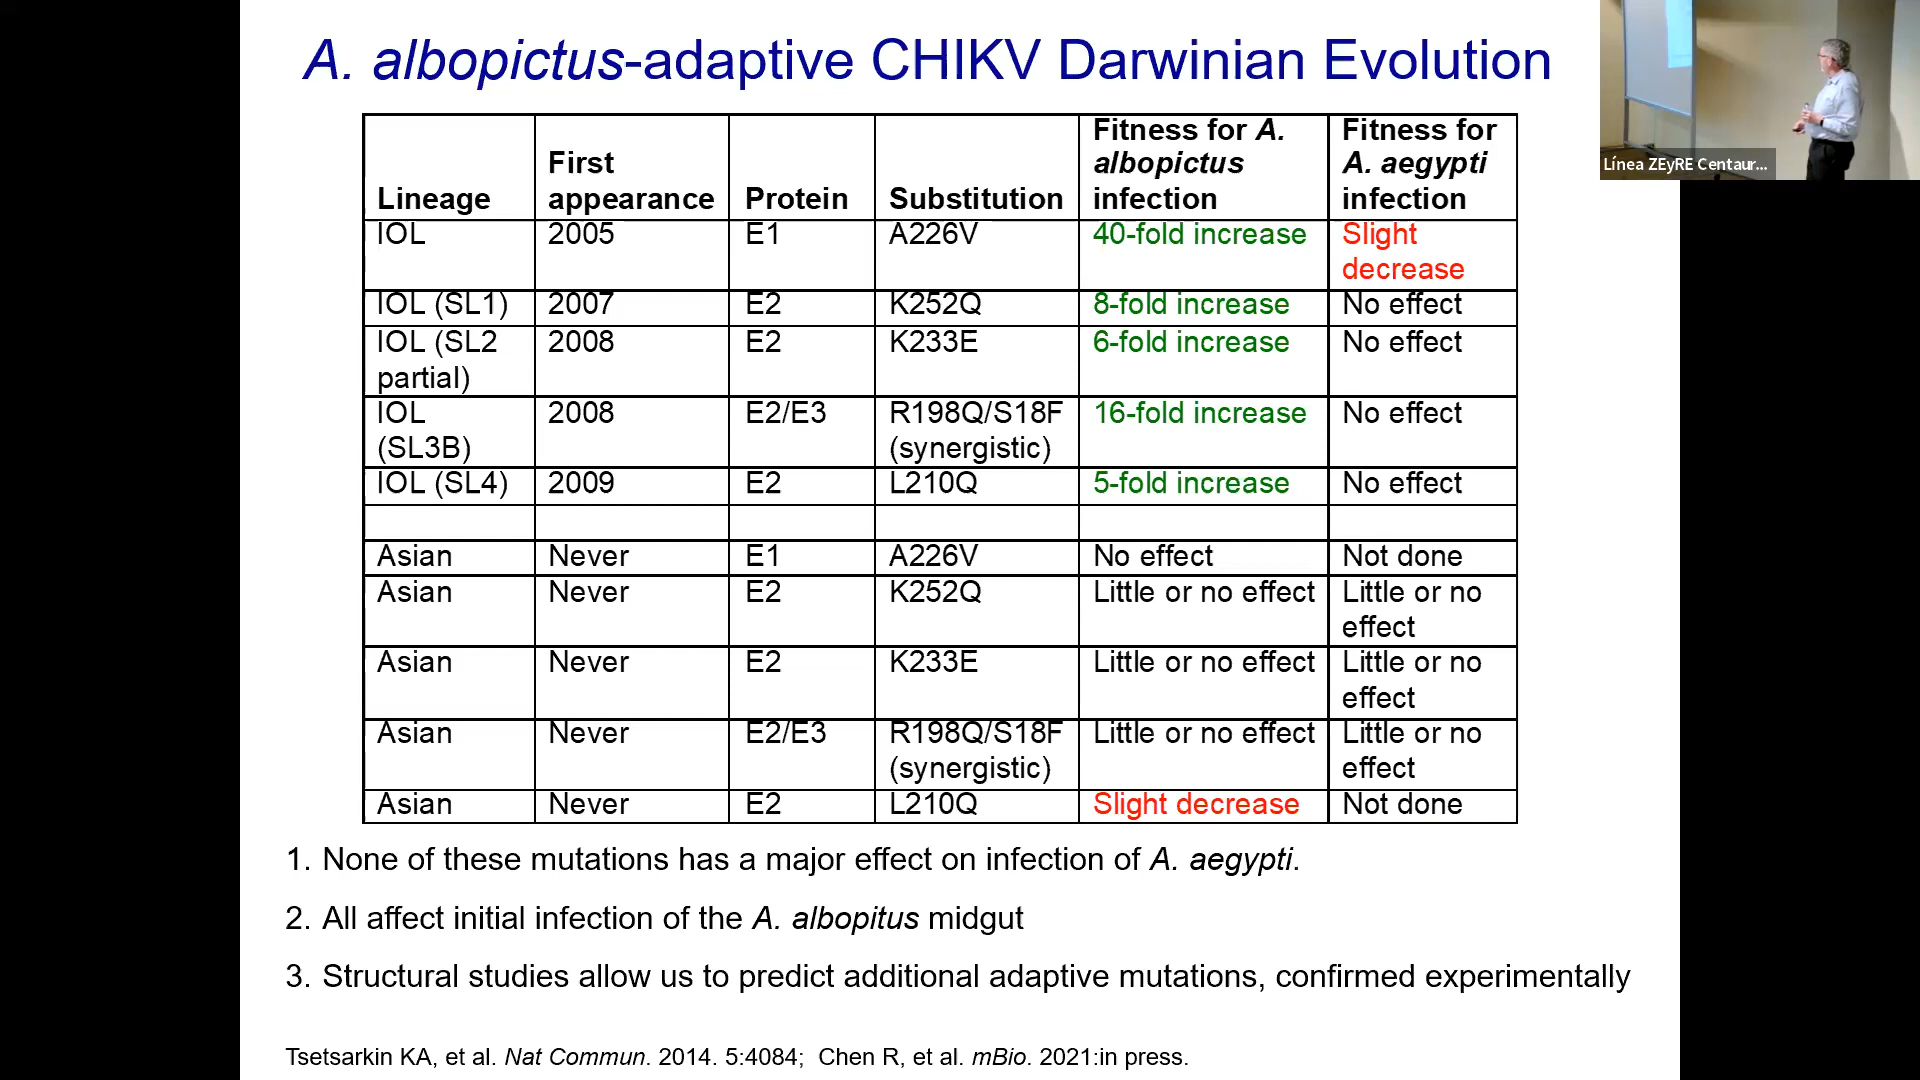 A. albopictus-adaptive CHIKV Darwinian Evolution
Línea ZEyRE Centaur...
Lineage First appearance Protein Substitution Fitness for A. albopictus infection Fitness for A. aegypti infection
IOL 2005 E1 A226V 40-fold increase Slight decrease
IOL (SL1) 2007 E2 K252Q 8-fold increase No effect
IOL (SL2 partial) 2008 E2 K233E 6-fold increase No effect
IOL (SL3B) 2008 E2/E3 R198Q/S18F (synergistic) 16-fold increase No effect
IOL (SL4) 2009 E2 L210Q 5-fold increase No effect
Asian Never E1 A226V No effect Not done
Asian Never E2 K252Q Little or no effect Little or no effect
Asian Never E2 K233E Little or no effect Little or no effect
Asian Never E2/E3 R198Q/S18F (synergistic) Little or no effect Little or no effect
Asian Never E2 L210Q Slight decrease Not done
1. None of these mutations has a major effect on infection of A. aegypti.
2. All affect initial infection of the A. albopitus midgut
3. Structural studies allow us to predict additional adaptive mutations, confirmed experimentally
Tsetsarkin KA, et al. Nat Commun. 2014. 5:4084; Chen R, et al. mBio. 2021:in press.